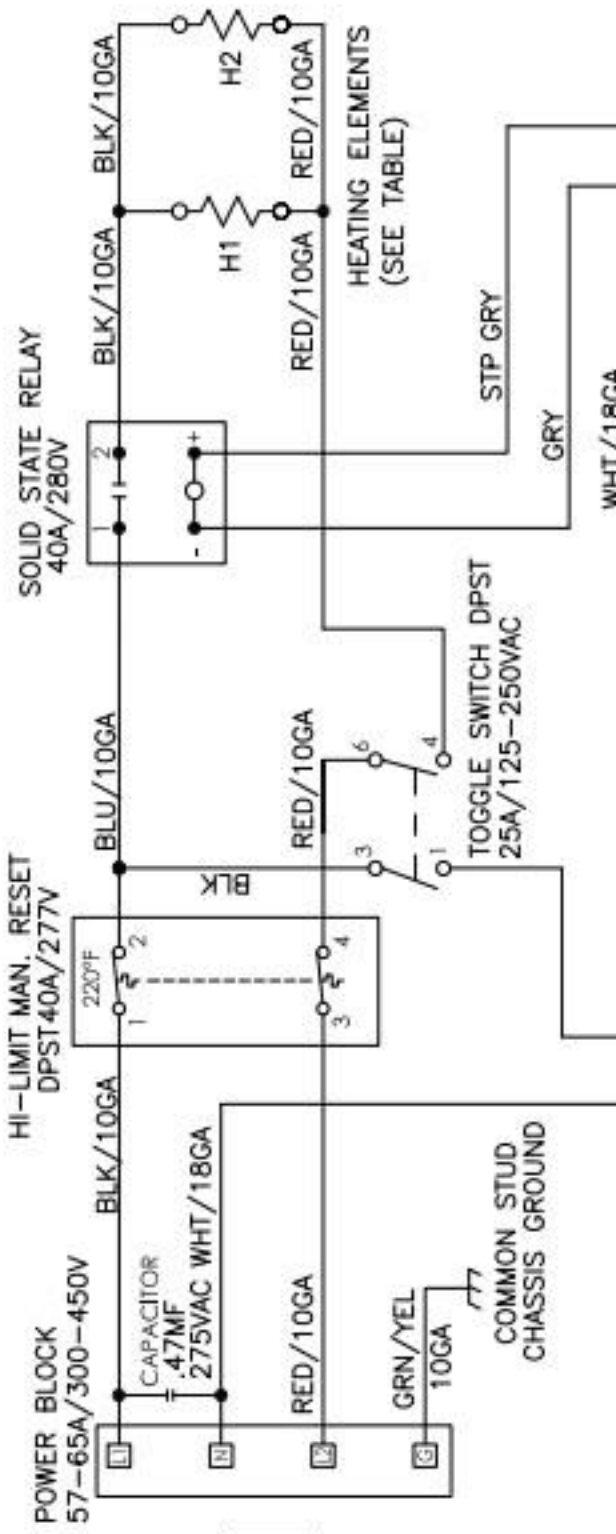 POWER BLOCK
57-65A/300-450V
L1
N
L2
G
CAPACITOR
.47MF
275VAC WHT/18GA
BLK/10GA
RED/10GA
GRN/YEL
10GA
COMMON STUD
CHASSIS GROUND
HI-LIMIT MAN. RESET
DPST40A/277V
220°F
1
2
3
4
BLU/10GA
BLK
RED/10GA
3
1
6
4
TOGGLE SWITCH DPST
25A/125-250VAC
SOLID STATE RELAY
40A/280V
1
2
-
+
BLK/10GA
BLK/10GA
H1
H2
RED/10GA
RED/10GA
HEATING ELEMENTS
(SEE TABLE)
STP GRY
GRY
WHT/18GA